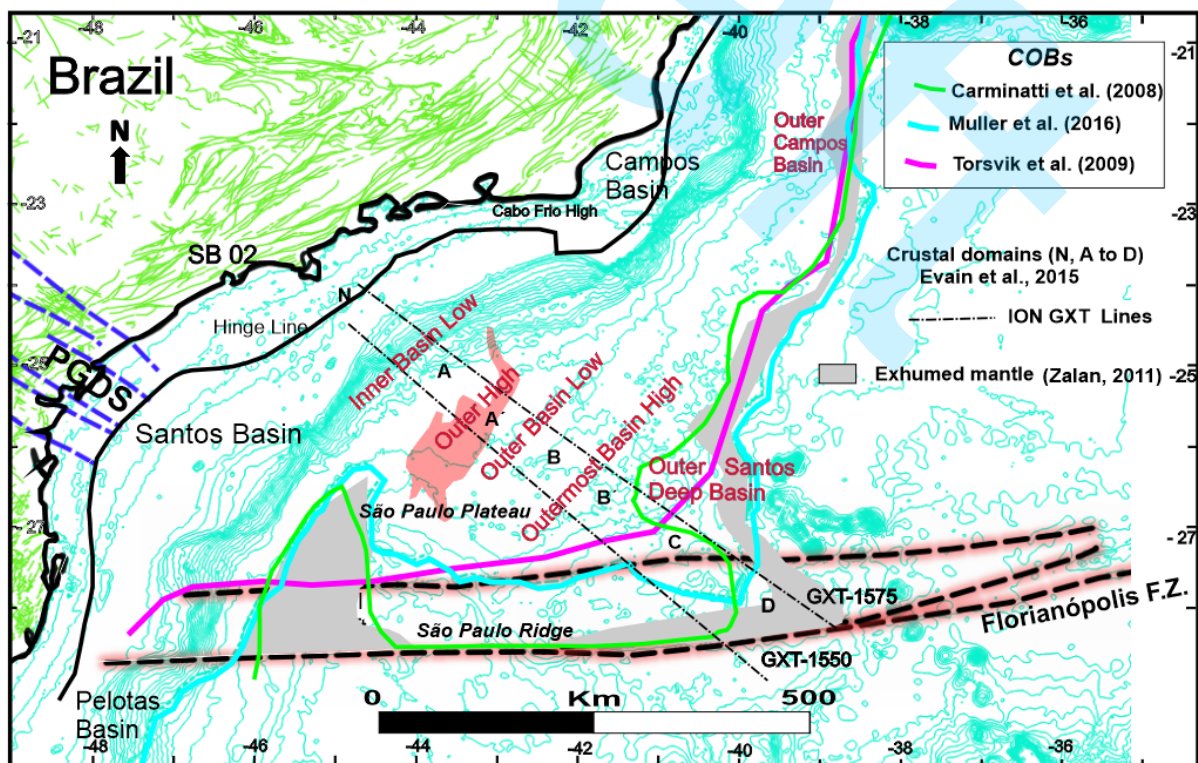 -48
-46
-44
-42
-40
-38
-36
-21
-21
Brazil
N
COBs
Carminatti et al. (2008)
Muller et al. (2016)
Torsvik et al. (2009)
Outer
Campos
Basin
Campos
Basin
-23
-23
Cabo Frio High
SB 02
Crustal domains (N, A to D)
Evain et al., 2015
N
ION GXT Lines
Hinge Line
Inner Basin Low
A
-25
PGDS
Exhumed mantle (Zalan, 2011)
-25
Outer High
A'
Santos Basin
Outer Basin Low
B
Outermost Basin High
Outer Santos
Deep Basin
B'
São Paulo Plateau
-27
-27
C
GXT-1575
D
Florianópolis F.Z.
São Paulo Ridge
GXT-1550
Pelotas
Basin
0 Km 500
-48
-46
-44
-42
-40
-38
-36